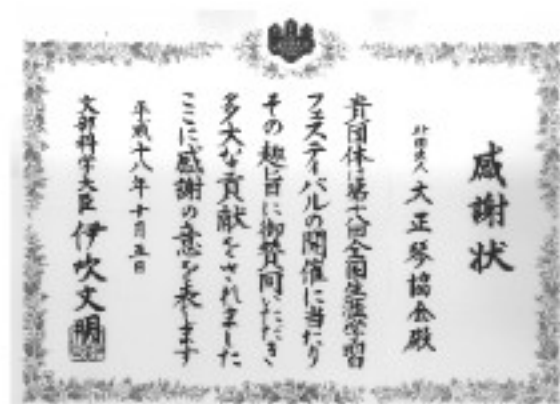 感謝状
社団法人 大正琴協会殿
貴団体は第十八回全国生涯学習
フェスティバルの開催に当たり
その趣旨に御賛同いただき
多大な貢献をされました
ここに感謝の意を表します
平成十八年十月五日
文部科学大臣 伊吹文明